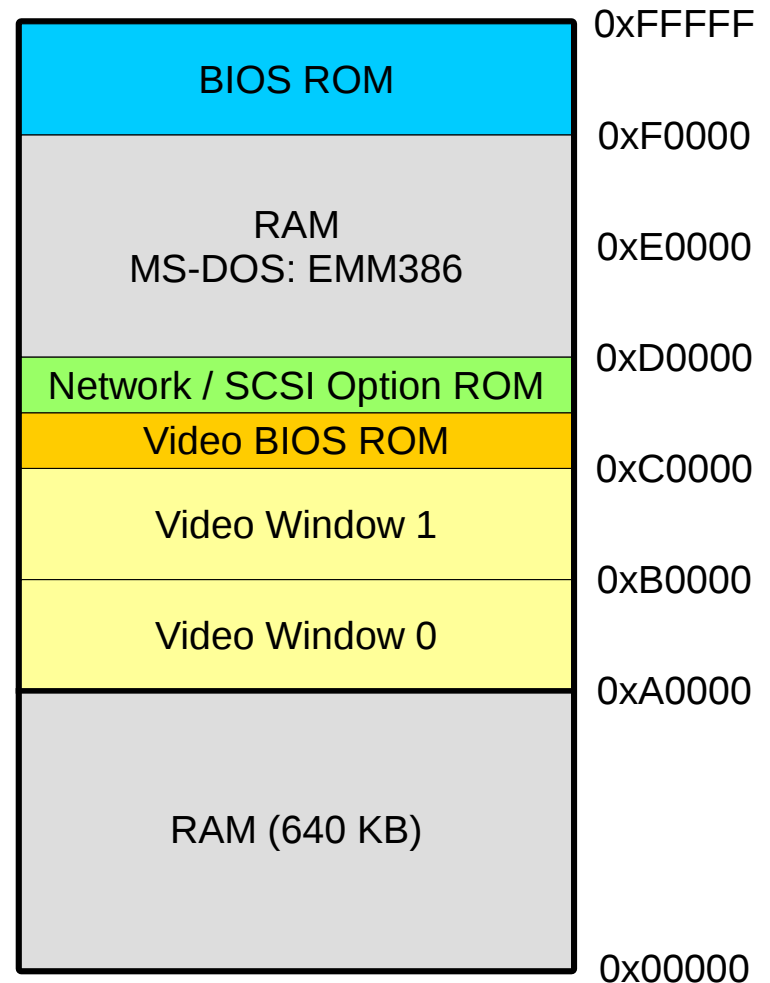 0xFFFFF
BIOS ROM
0xF0000
RAM
MS-DOS: EMM386
0xE0000
0xD0000
Network / SCSI Option ROM
Video BIOS ROM
0xC0000
Video Window 1
0xB0000
Video Window 0
0xA0000
RAM (640 KB)
0x00000